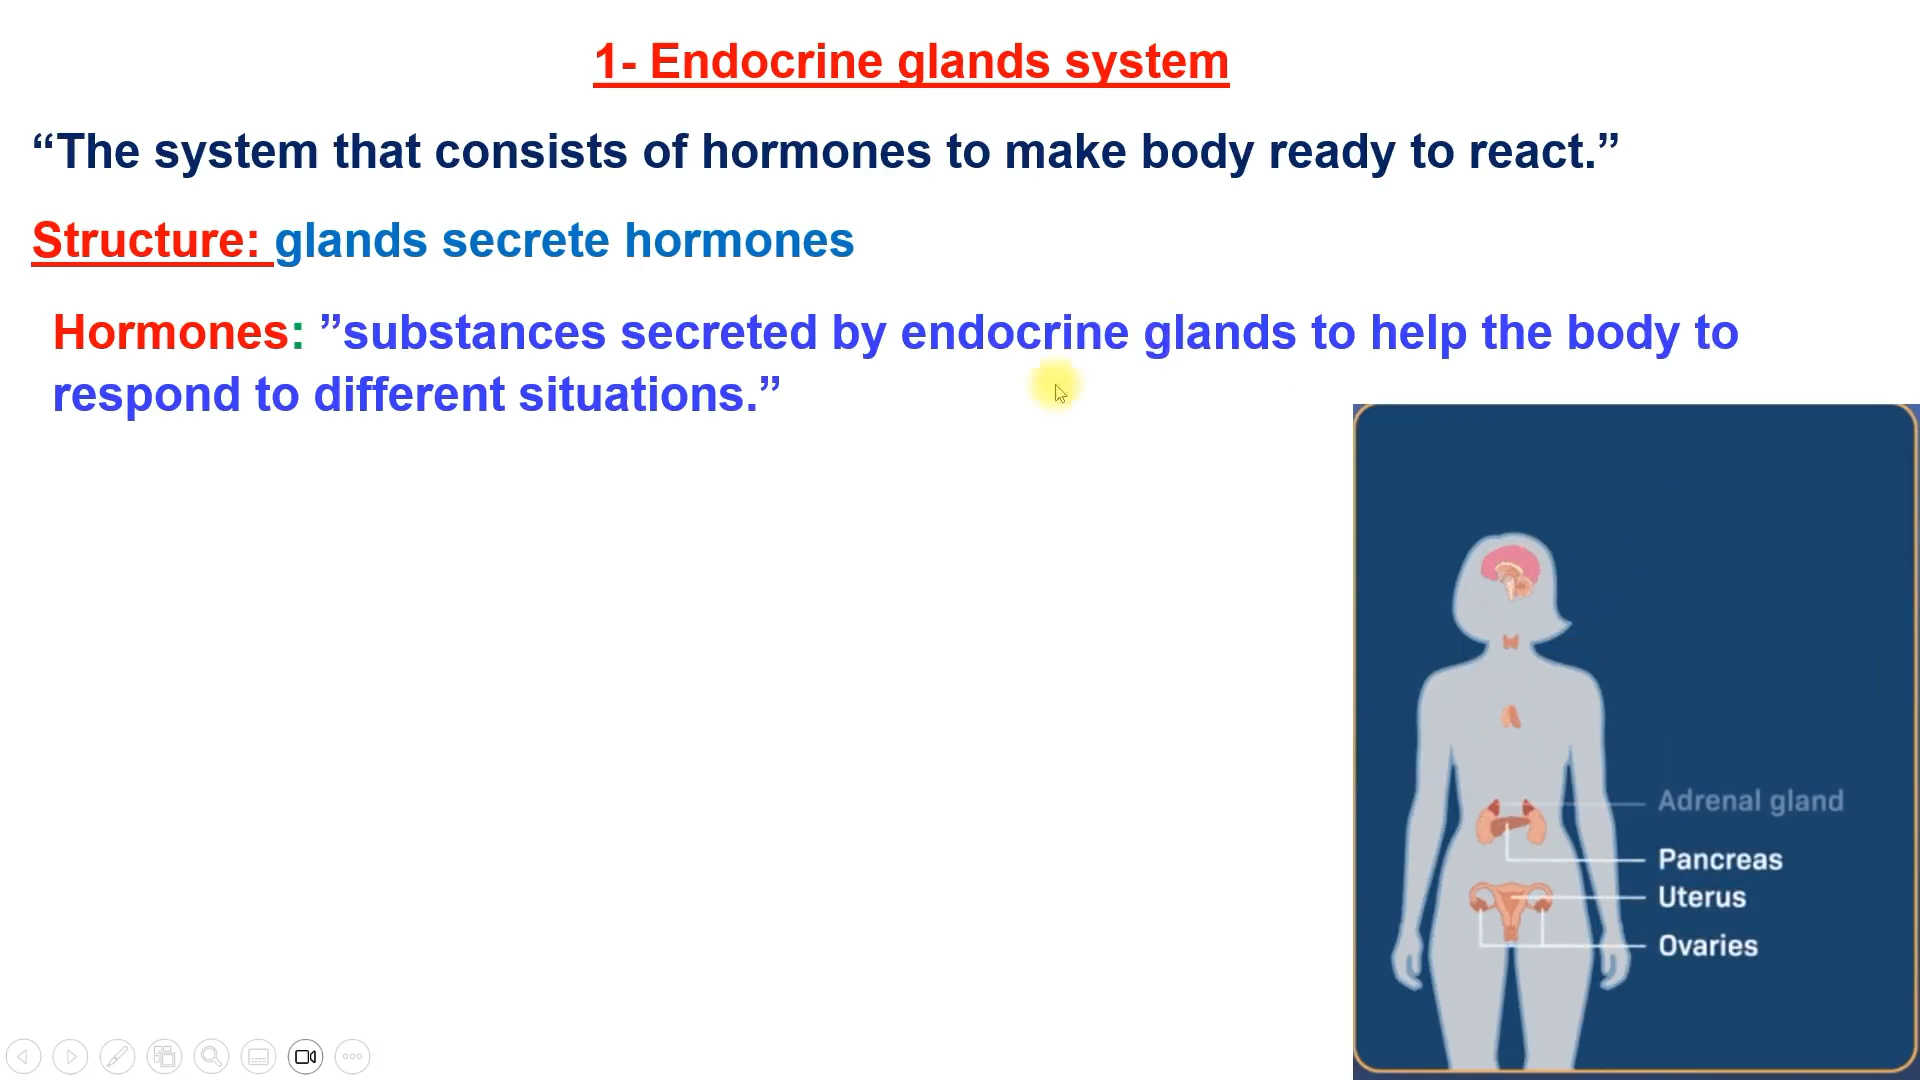 1- Endocrine glands system
“The system that consists of hormones to make body ready to react.”
Structure: glands secrete hormones
Hormones: ”substances secreted by endocrine glands to help the body to
respond to different situations.”
Adrenal gland
Pancreas
Uterus
Ovaries